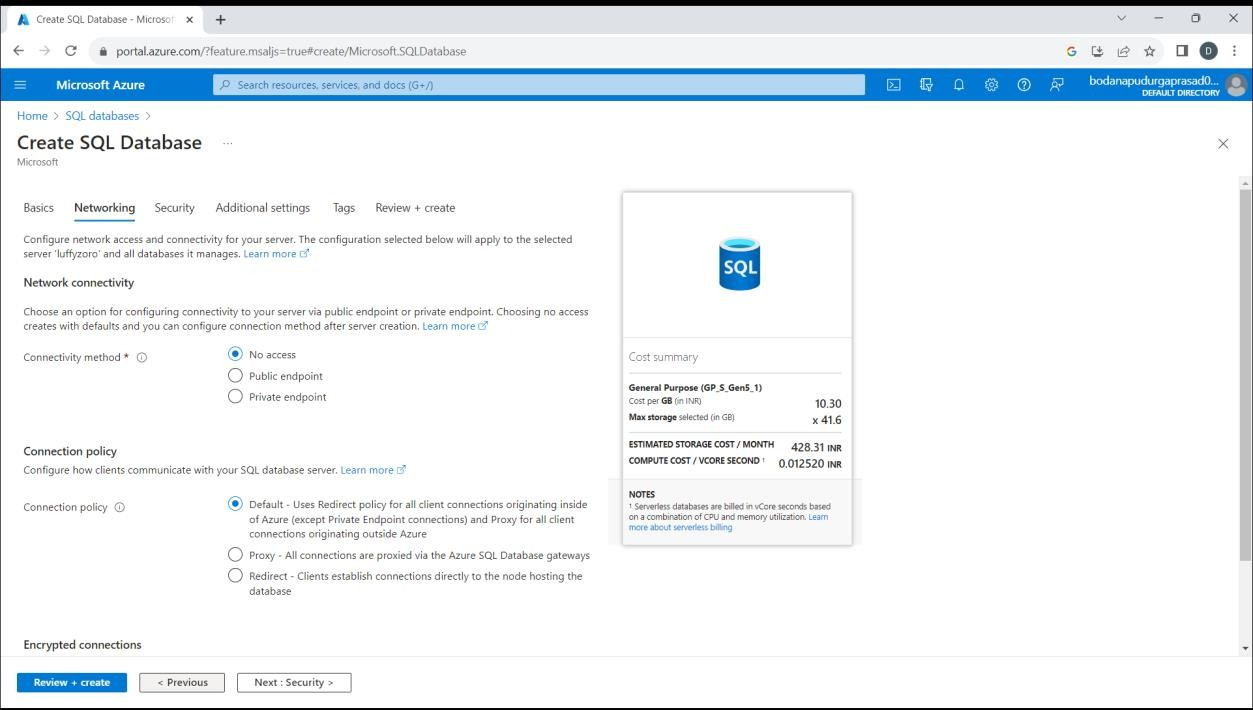 Create SQL Database - Microsof
portal.azure.com/?feature.msaljs=true#create/Microsoft.SQLDatabase
D
Microsoft Azure
Search resources, services, and docs (G+/)
bodanapudurgaprasad0...
DEFAULT DIRECTORY
Home > SQL databases >
Create SQL Database ...
Microsoft
Basics Networking Security Additional settings Tags Review + create
Configure network access and connectivity for your server. The configuration selected below will apply to the selected
server 'luffyzoro' and all databases it manages. Learn more
Network connectivity
Choose an option for configuring connectivity to your server via public endpoint or private endpoint. Choosing no access
creates with defaults and you can configure connection method after server creation. Learn more
Connectivity method *
No access
Public endpoint
Private endpoint
Connection policy
Configure how clients communicate with your SQL database server. Learn more
Connection policy
Default - Uses Redirect policy for all client connections originating inside
of Azure (except Private Endpoint connections) and Proxy for all client
connections originating outside Azure
Proxy - All connections are proxied via the Azure SQL Database gateways
Redirect - Clients establish connections directly to the node hosting the
database
Encrypted connections
SQL
Cost summary
General Purpose (GP_S_Gen5_1)
Cost per GB (in INR) 10.30
Max storage selected (in GB) x 41.6
ESTIMATED STORAGE COST / MONTH 428.31 INR
COMPUTE COST / VCORE SECOND ¹ 0.012520 INR
NOTES
¹ Serverless databases are billed in vCore seconds based
on a combination of CPU and memory utilization. Learn
more about serverless billing
Review + create < Previous Next : Security >